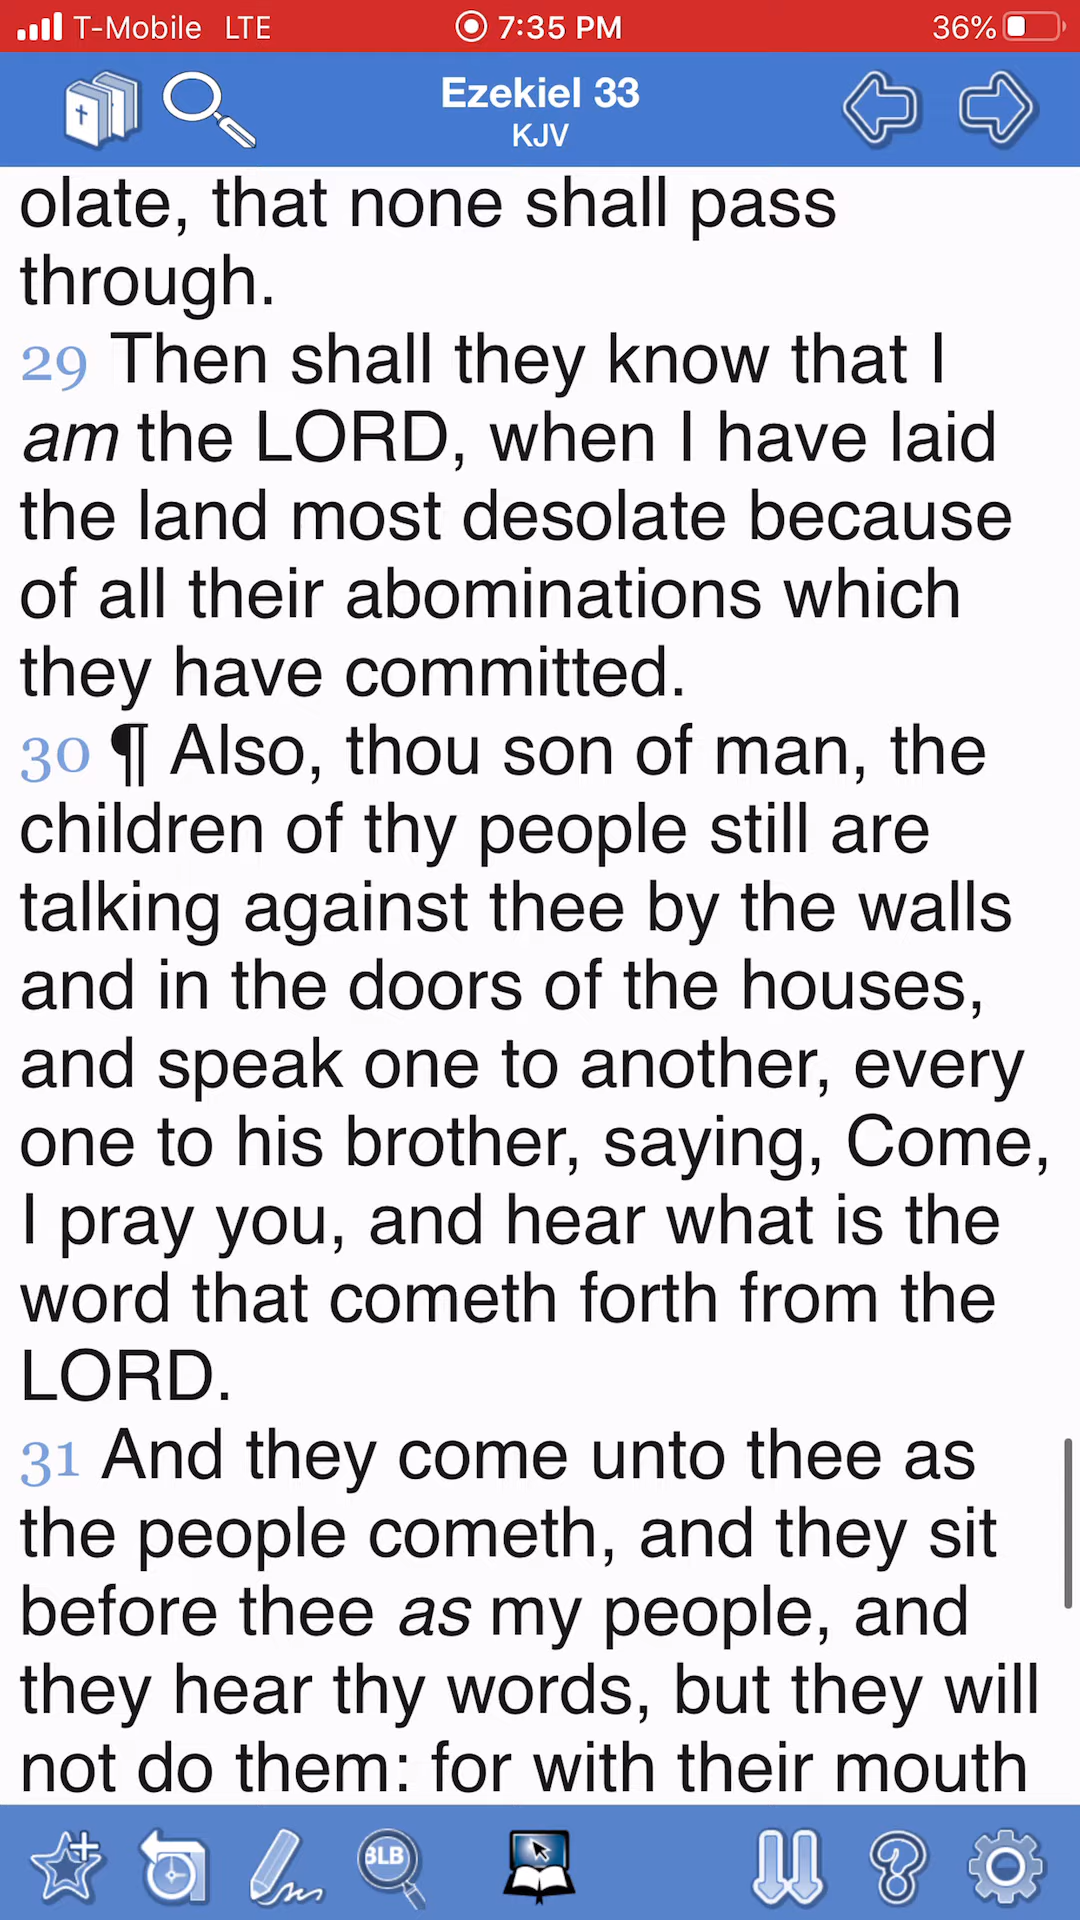 T-Mobile LTE 7:35 PM 36%
Ezekiel 33
KJV
olate, that none shall pass
through.
29 Then shall they know that I
am the LORD, when I have laid
the land most desolate because
of all their abominations which
they have committed.
30 ¶ Also, thou son of man, the
children of thy people still are
talking against thee by the walls
and in the doors of the houses,
and speak one to another, every
one to his brother, saying, Come,
I pray you, and hear what is the
word that cometh forth from the
LORD.
31 And they come unto thee as
the people cometh, and they sit
before thee as my people, and
they hear thy words, but they will
not do them: for with their mouth
BLB